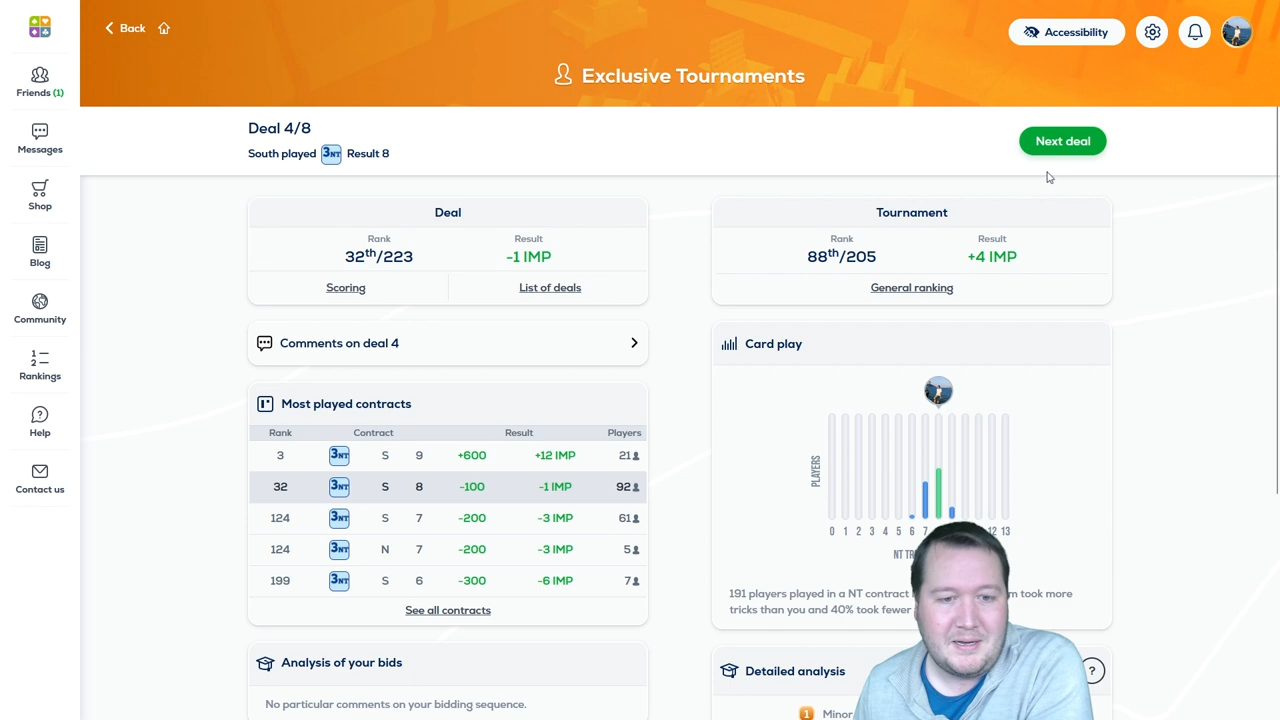 Back
Accessibility
Exclusive Tournaments
Friends (1)
Messages
Shop
Blog
Community
Rankings
Help
Contact us
Deal 4/8
South played 3NT Result 8
Next deal
Deal
Rank Result
32th/223 -1 IMP
Scoring List of deals
Tournament
Rank Result
88th/205 +4 IMP
General ranking
Comments on deal 4
Most played contracts
Rank Contract Result Players
3 3NT S 9 +600 +12 IMP 21
32 3NT S 8 -100 -1 IMP 92
124 3NT S 7 -200 -3 IMP 61
124 3NT N 7 -200 -3 IMP 5
199 3NT S 6 -300 -6 IMP 7
See all contracts
Analysis of your bids
No particular comments on your bidding sequence.
Card play
PLAYERS
0 1 2 3 4 5 6 7 12 13
NT
191 players played in a NT contract took more
tricks than you and 40% took fewer
Detailed analysis
?
1 Minor